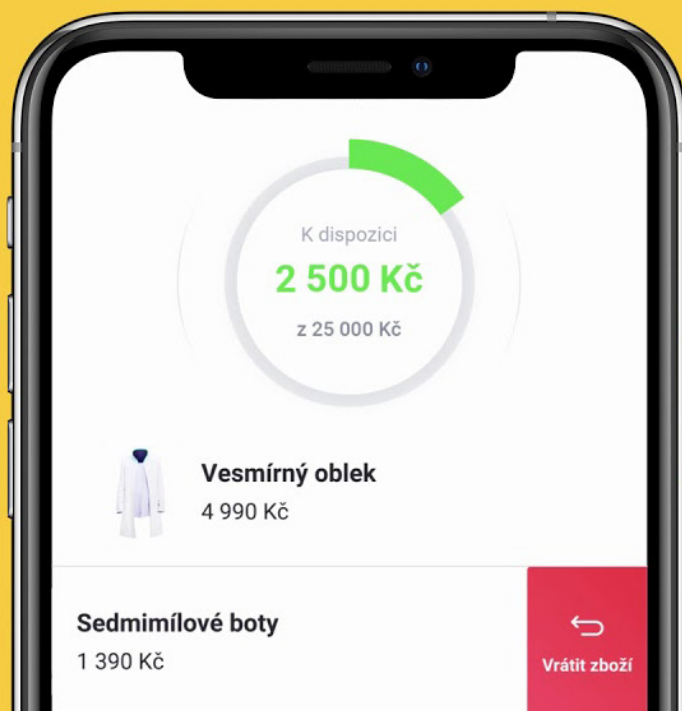 K dispozici
2 500 Kč
z 25 000 Kč
Vesmírný oblek
4 990 Kč
Sedmimílové boty
1 390 Kč
Vrátit zboží